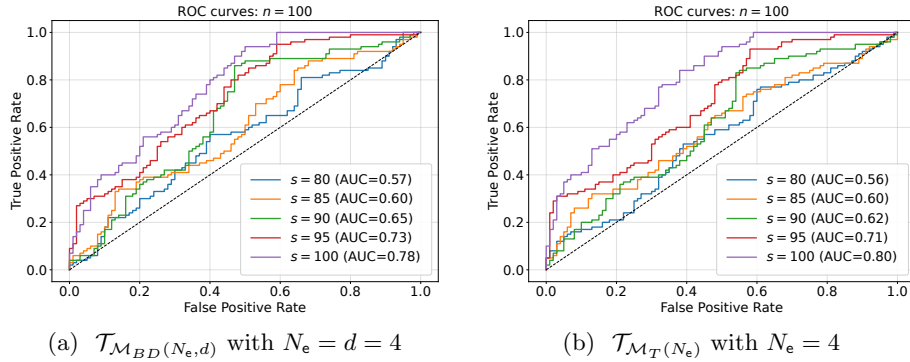 ROC curves: n = 100
True Positive Rate
1.0
0.8
0.6
0.4
0.2
0.0
s = 80 (AUC=0.57)
s = 85 (AUC=0.60)
s = 90 (AUC=0.65)
s = 95 (AUC=0.73)
s = 100 (AUC=0.78)
0.0 0.2 0.4 0.6 0.8 1.0
False Positive Rate
(a) 𝒯_{ℳ_{BD}(N_e,d)} with N_e = d = 4
ROC curves: n = 100
True Positive Rate
1.0
0.8
0.6
0.4
0.2
0.0
s = 80 (AUC=0.56)
s = 85 (AUC=0.60)
s = 90 (AUC=0.62)
s = 95 (AUC=0.71)
s = 100 (AUC=0.80)
0.0 0.2 0.4 0.6 0.8 1.0
False Positive Rate
(b) 𝒯_{ℳ_T(N_e)} with N_e = 4